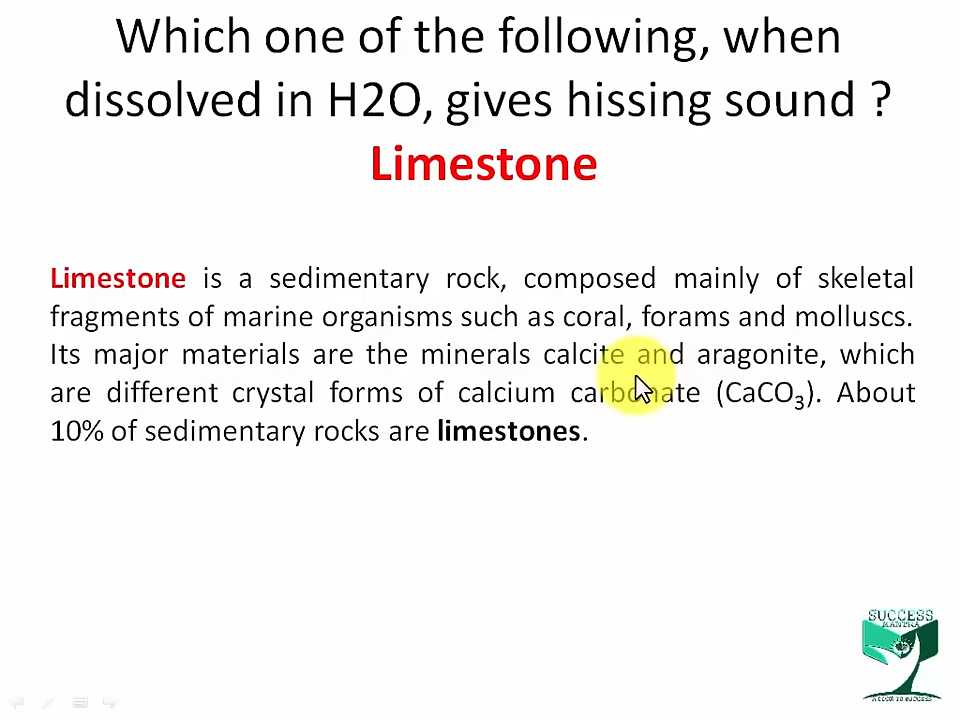 Which one of the following, when
dissolved in H2O, gives hissing sound ?
Limestone
Limestone is a sedimentary rock, composed mainly of skeletal
fragments of marine organisms such as coral, forams and molluscs.
Its major materials are the minerals calcite and aragonite, which
are different crystal forms of calcium carbonate (CaCO₃). About
10% of sedimentary rocks are limestones.
SUCCESS
MANTRA